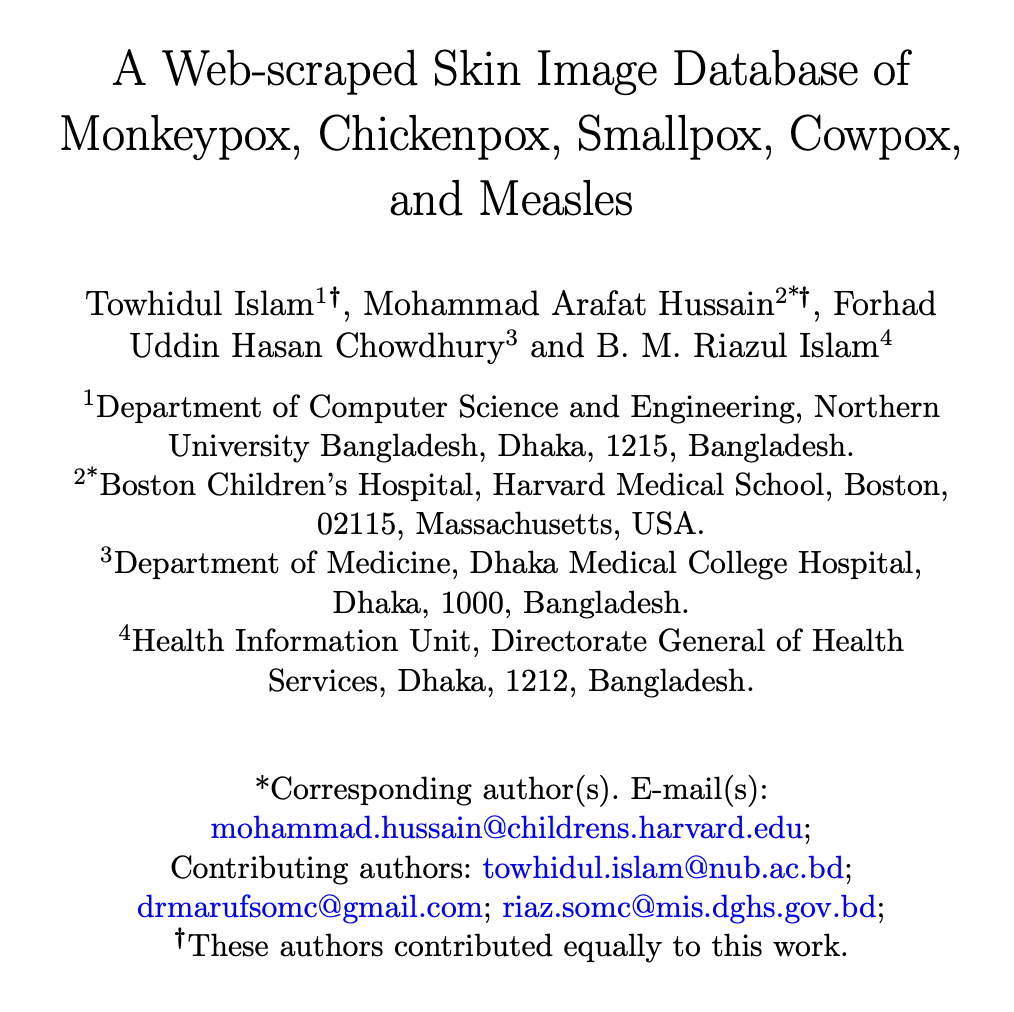 A Web-scraped Skin Image Database of
Monkeypox, Chickenpox, Smallpox, Cowpox,
and Measles
Towhidul Islam¹†, Mohammad Arafat Hussain²*†, Forhad
Uddin Hasan Chowdhury³ and B. M. Riazul Islam⁴
¹Department of Computer Science and Engineering, Northern
University Bangladesh, Dhaka, 1215, Bangladesh.
²*Boston Children's Hospital, Harvard Medical School, Boston,
02115, Massachusetts, USA.
³Department of Medicine, Dhaka Medical College Hospital,
Dhaka, 1000, Bangladesh.
⁴Health Information Unit, Directorate General of Health
Services, Dhaka, 1212, Bangladesh.
*Corresponding author(s). E-mail(s):
mohammad.hussain@childrens.harvard.edu;
Contributing authors: towhidul.islam@nub.ac.bd;
drmarufsomc@gmail.com; riaz.somc@mis.dghs.gov.bd;
†These authors contributed equally to this work.